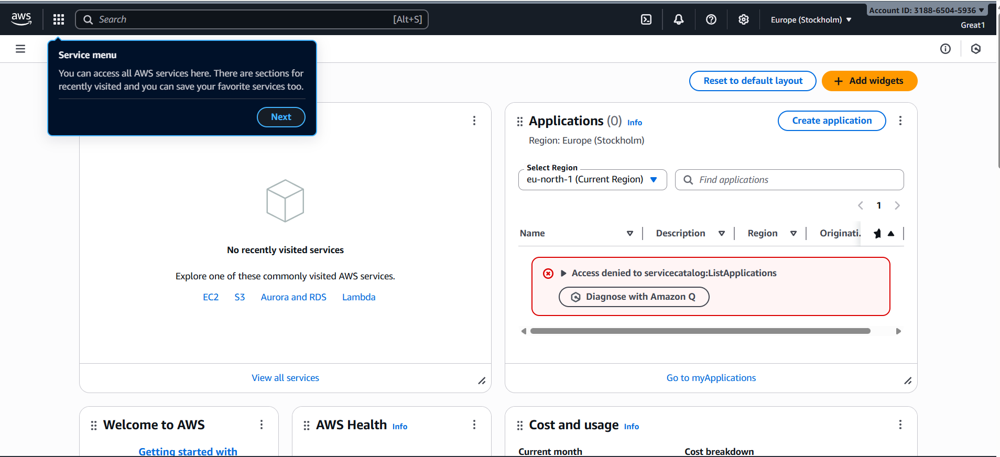 aws
Search
[Alt+S]
Europe (Stockholm)
Account ID: 3188-6504-5936
Great1
Service menu
You can access all AWS services here. There are sections for
recently visited and you can save your favorite services too.
Next
Reset to default layout
Add widgets
No recently visited services
Explore one of these commonly visited AWS services.
EC2 S3 Aurora and RDS Lambda
View all services
Applications (0) Info
Create application
Region: Europe (Stockholm)
Select Region
eu-north-1 (Current Region)
Find applications
1
Name Description Region Originati.
Access denied to servicecatalog:ListApplications
Diagnose with Amazon Q
Go to myApplications
Welcome to AWS
Getting started with
AWS Health Info
Cost and usage Info
Current month Cost breakdown